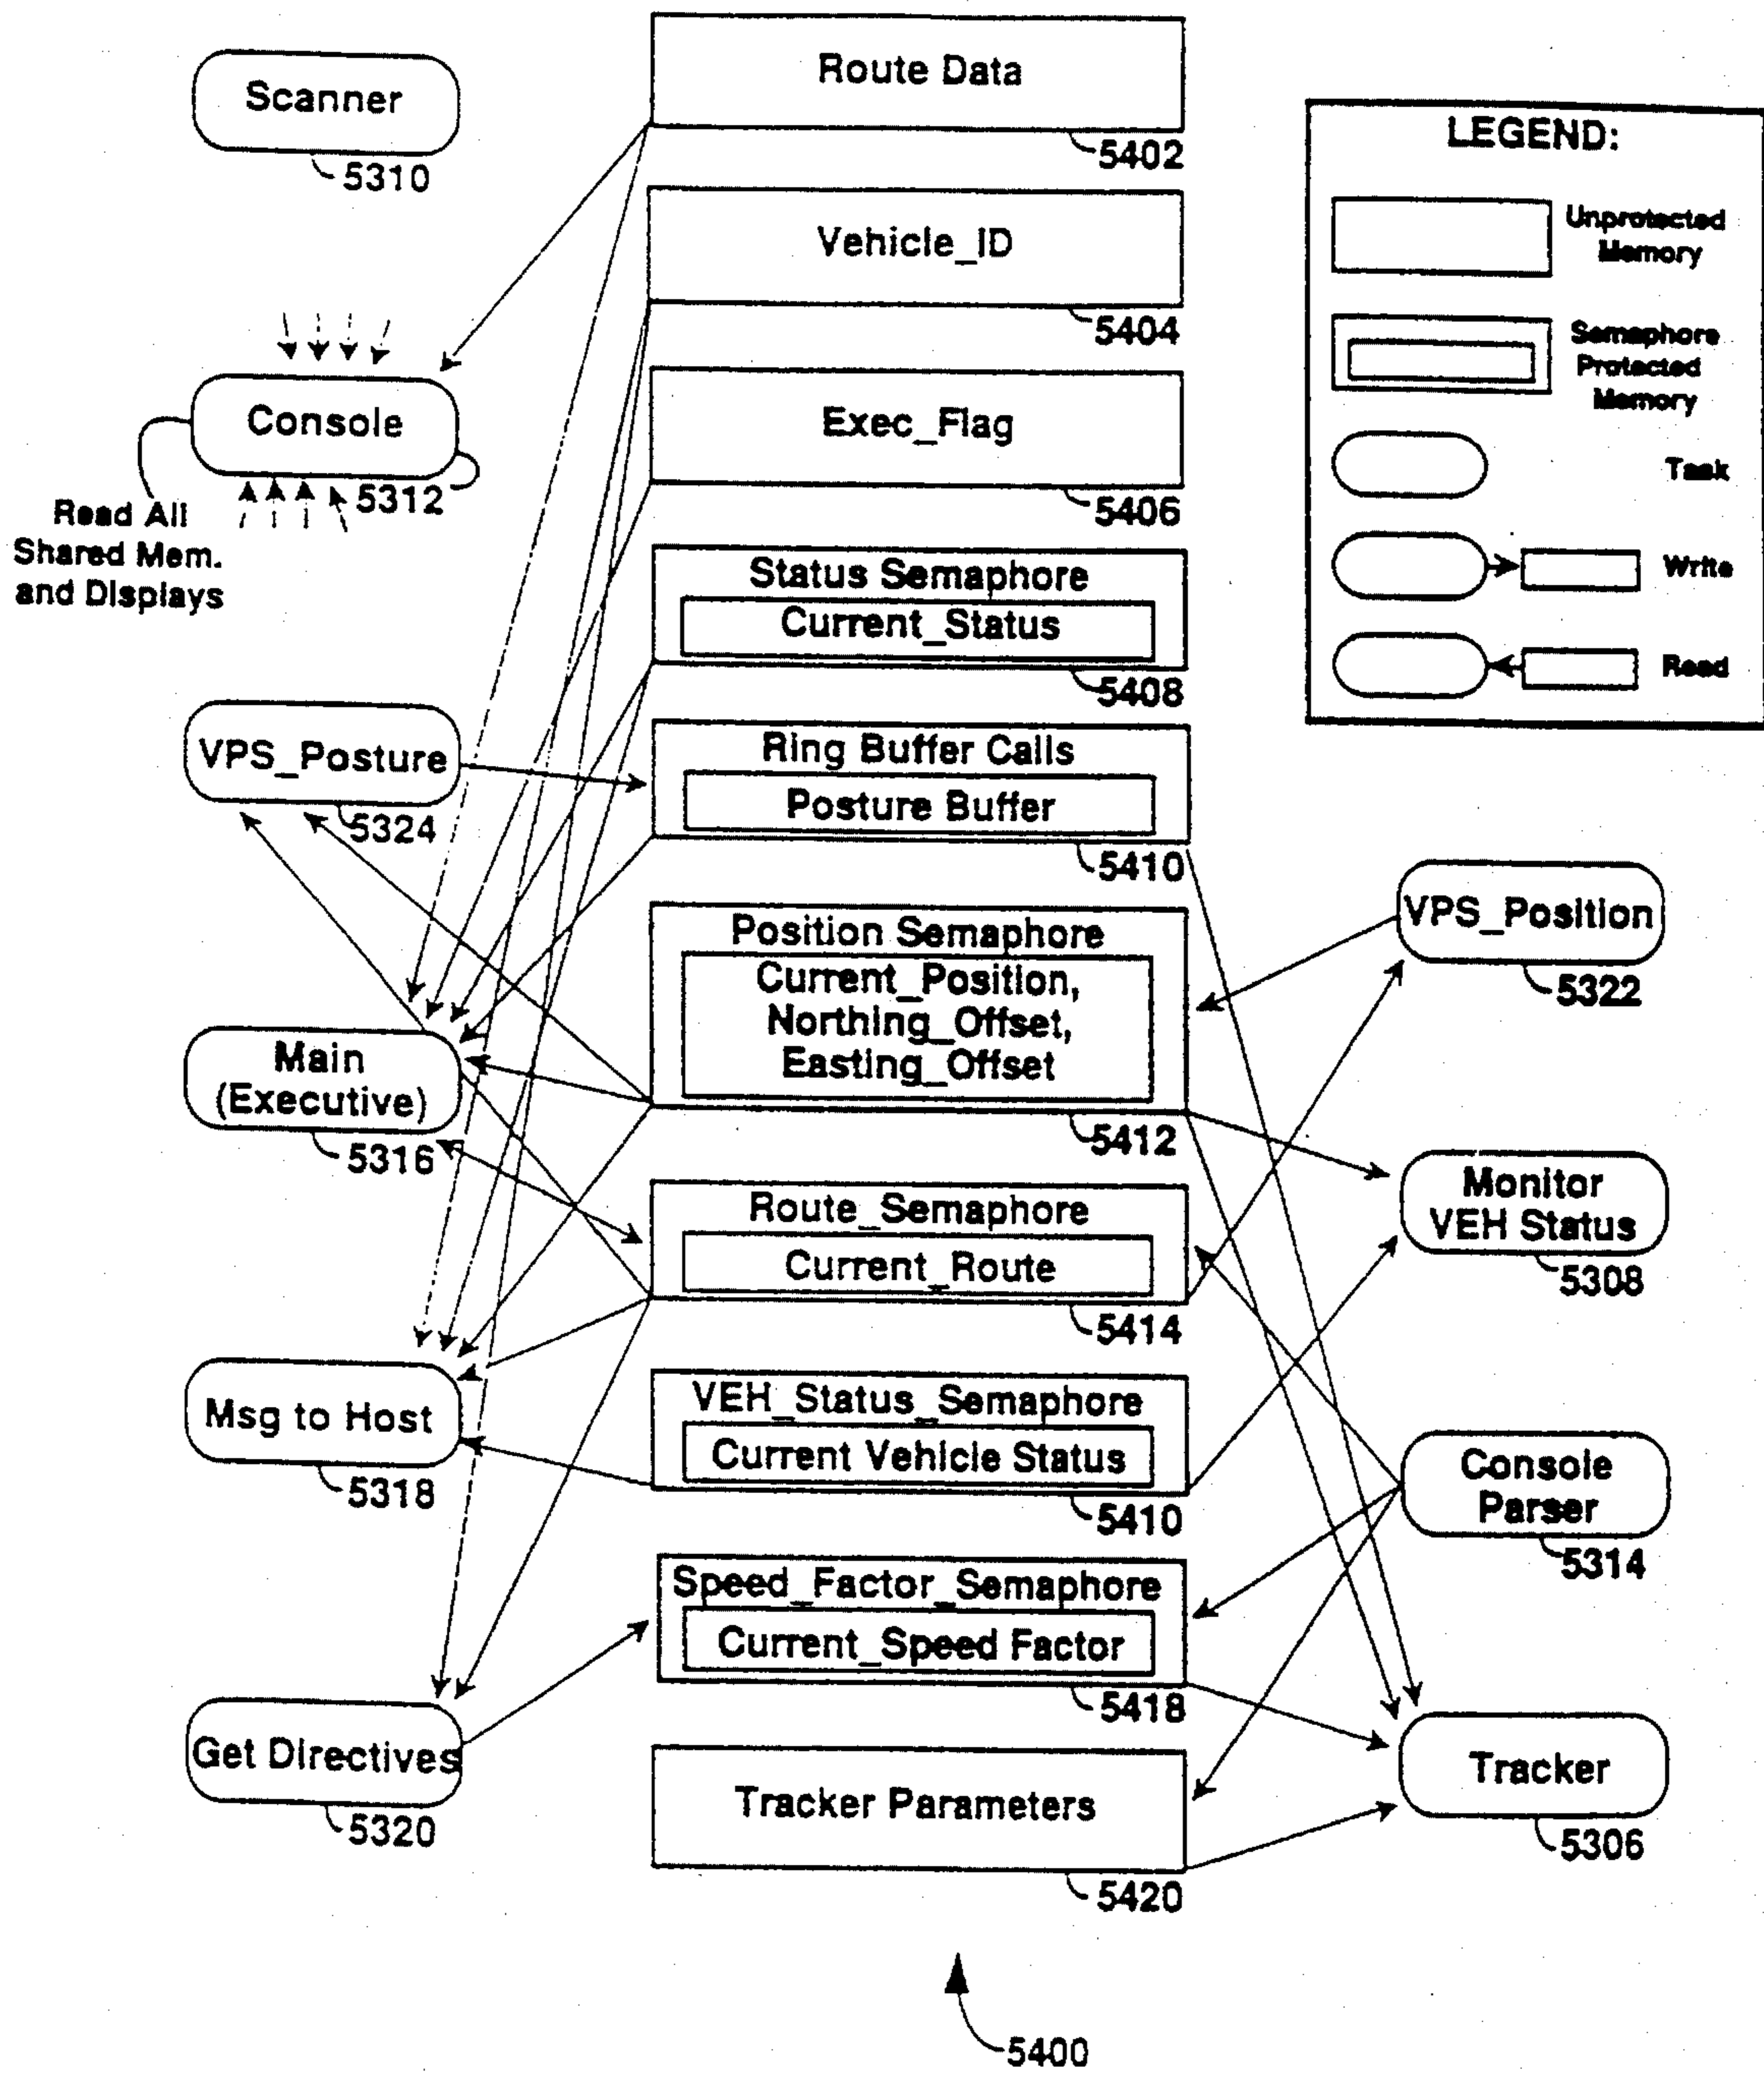 Route Data
5402
Scanner
5310
LEGEND:
Unprotected
Memory
Semaphore
Protected
Memory
Task
Write
Read
Vehicle_ID
5404
Console
5312
Read All
Shared Mem.
and Displays
Exec_Flag
5406
Status Semaphore
Current_Status
5408
VPS_Posture
5324
Ring Buffer Calls
Posture Buffer
5410
VPS_Position
5322
Position Semaphore
Current_Position,
Northing_Offset,
Easting_Offset
5412
Main
(Executive)
5316
Monitor
VEH Status
5308
Route_Semaphore
Current_Route
5414
Msg to Host
5318
VEH_Status_Semaphore
Current Vehicle Status
5410
Console
Parser
5314
Speed_Factor_Semaphore
Current_Speed Factor
5418
Get Directives
5320
Tracker Parameters
5420
Tracker
5306
5400